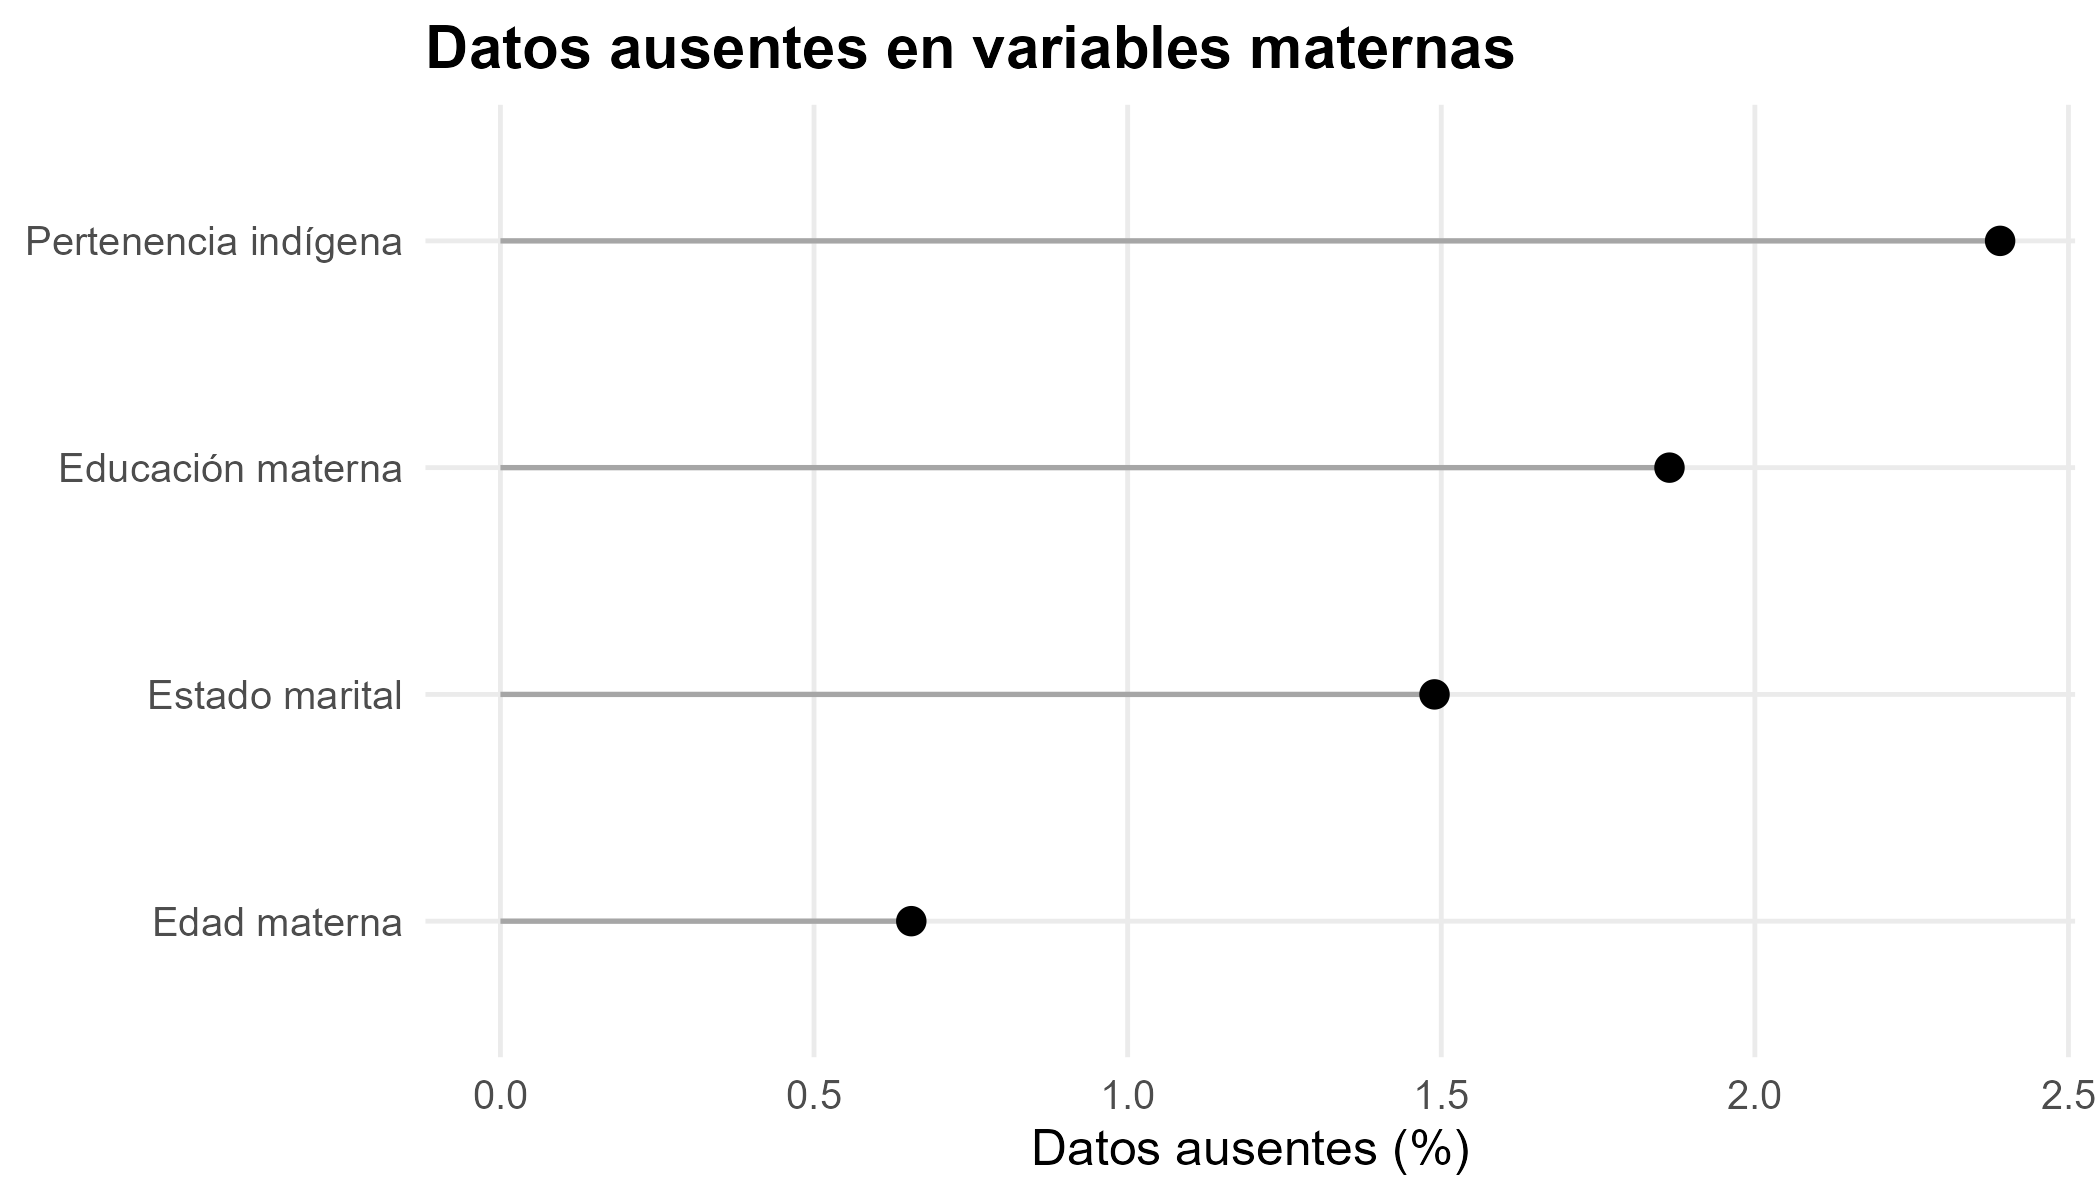 Datos ausentes en variables maternas
Pertenencia indígena
Educación materna
Estado marital
Edad materna
0.0 0.5 1.0 1.5 2.0 2.5
Datos ausentes (%)